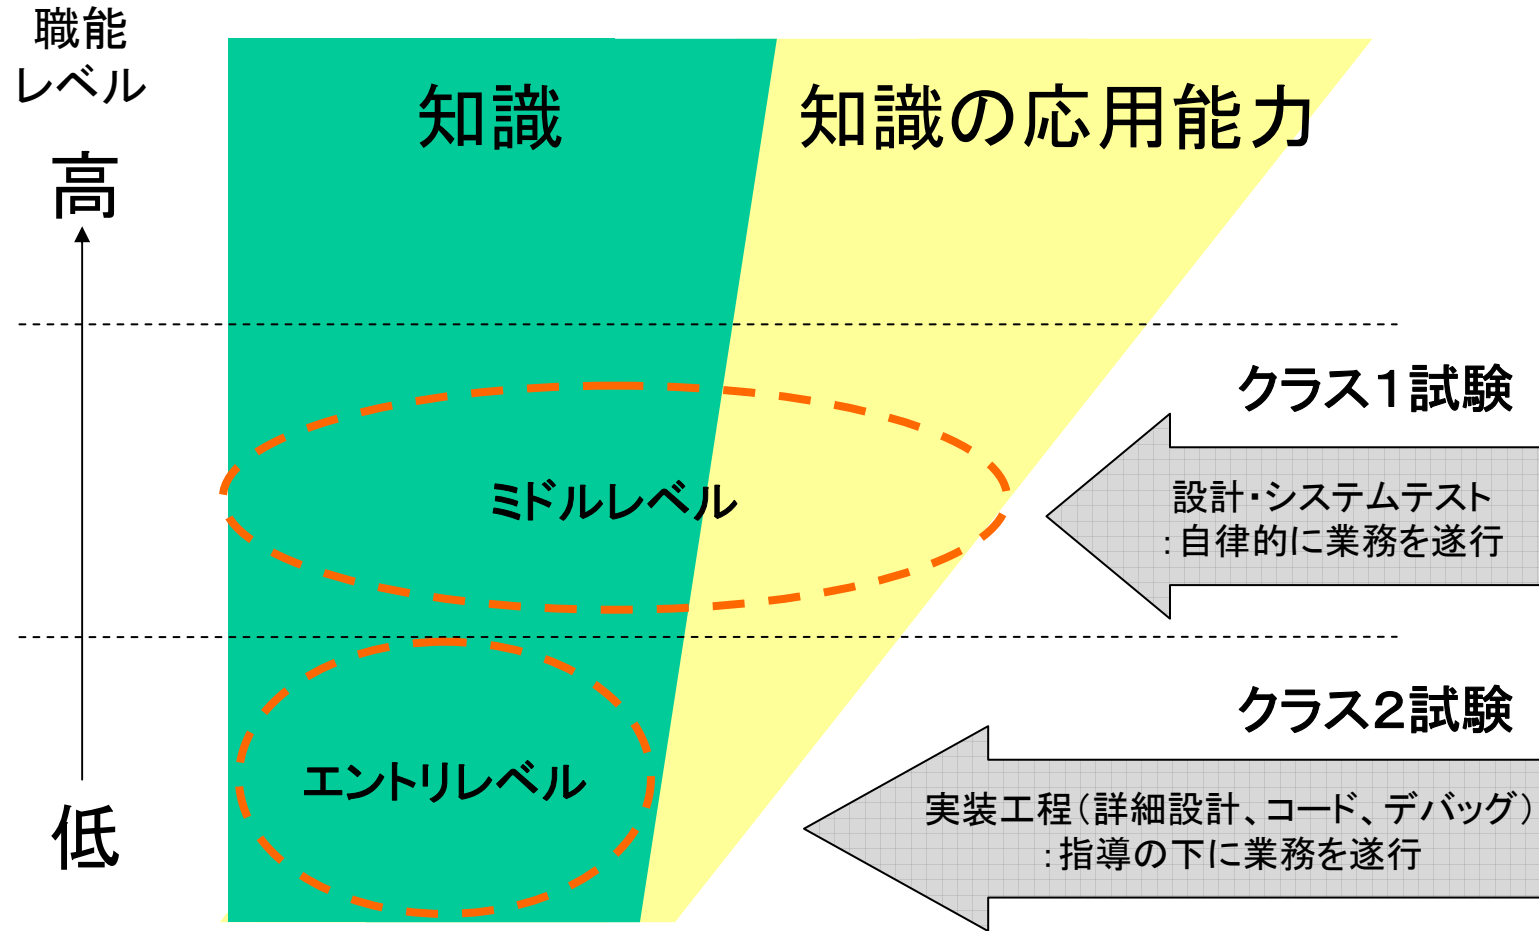 職能
レベル
高
知識
知識の応用能力
クラス1試験
ミドルレベル
設計・システムテスト
:自律的に業務を遂行
クラス2試験
エントリレベル
実装工程(詳細設計、コード、デバッグ)
:指導の下に業務を遂行
低